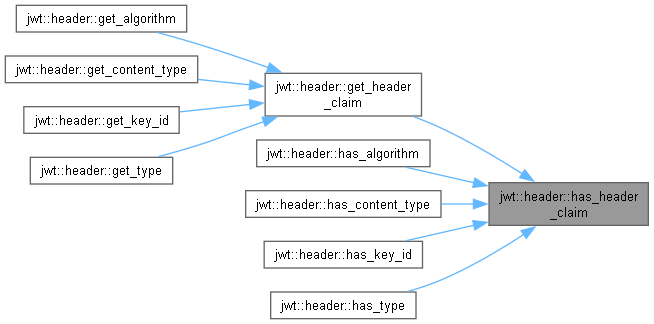 jwt::header::get_algorithm
jwt::header::get_content_type
jwt::header::get_key_id
jwt::header::get_type
jwt::header::get_header
_claim
jwt::header::has_algorithm
jwt::header::has_content_type
jwt::header::has_key_id
jwt::header::has_type
jwt::header::has_header
_claim